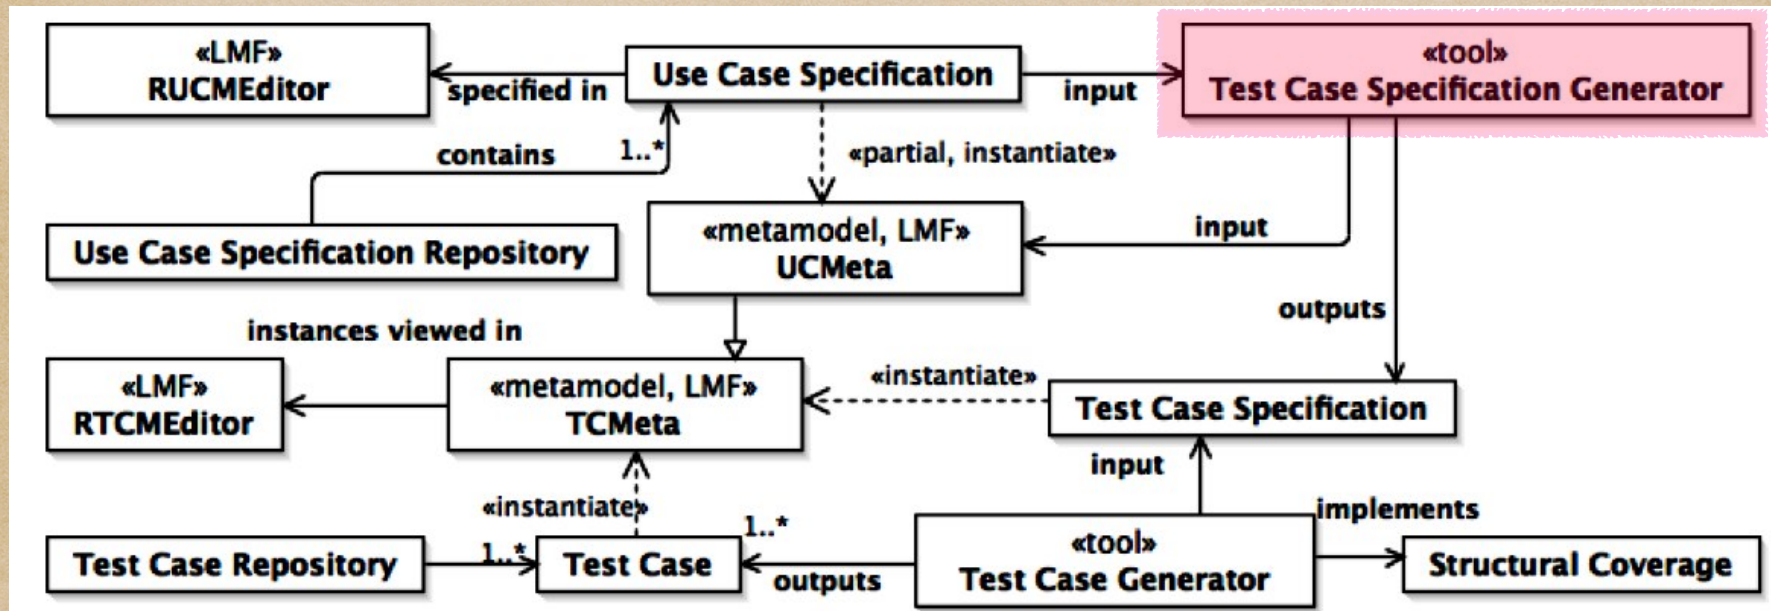 «LMF»
RUCMEditor
specified in
Use Case Specification
input
«tool»
Test Case Specification Generator
contains
1..*
«partial, instantiate»
Use Case Specification Repository
«metamodel, LMF»
UCMeta
input
outputs
instances viewed in
«LMF»
RTCMEditor
«metamodel, LMF»
TCMeta
«instantiate»
Test Case Specification
input
«instantiate»
1..*
implements
Test Case Repository
1..*
Test Case
outputs
«tool»
Test Case Generator
Structural Coverage